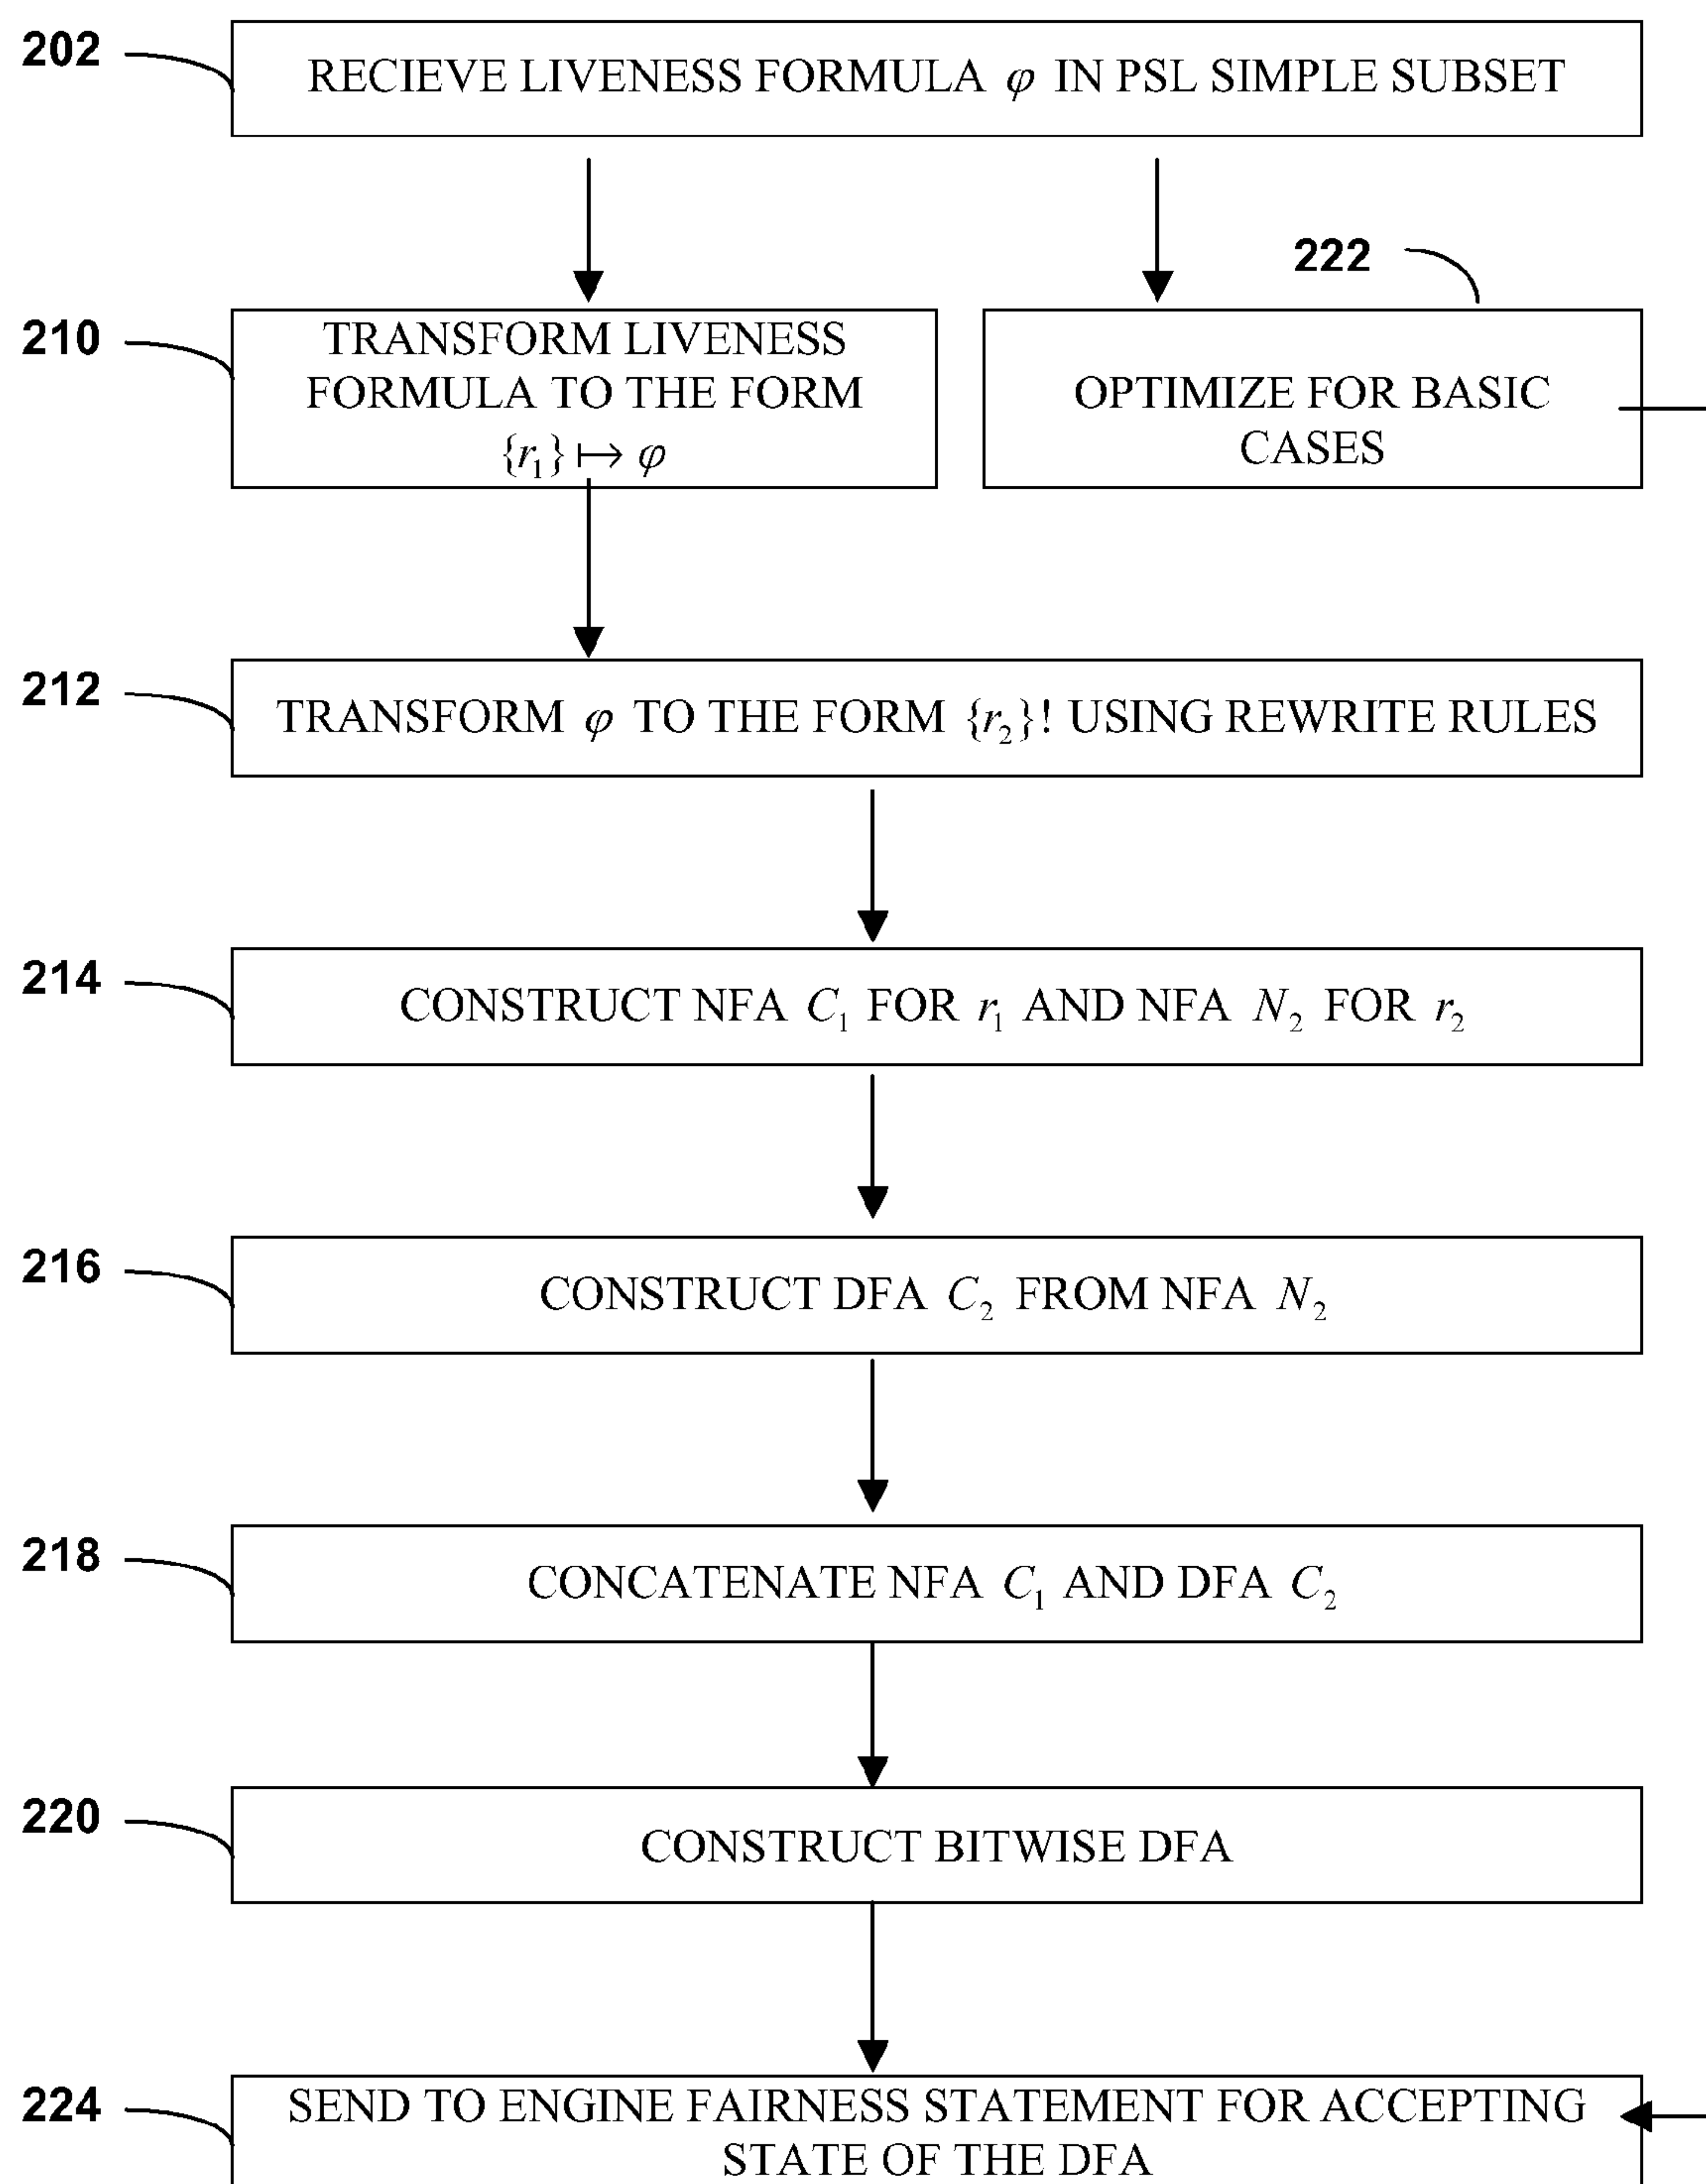 202
RECIEVE LIVENESS FORMULA φ IN PSL SIMPLE SUBSET
222
210
TRANSFORM LIVENESS
FORMULA TO THE FORM
{r₁} ↦ φ
OPTIMIZE FOR BASIC
CASES
212
TRANSFORM φ TO THE FORM {r₂}! USING REWRITE RULES
214
CONSTRUCT NFA C₁ FOR r₁ AND NFA N₂ FOR r₂
216
CONSTRUCT DFA C₂ FROM NFA N₂
218
CONCATENATE NFA C₁ AND DFA C₂
220
CONSTRUCT BITWISE DFA
224
SEND TO ENGINE FAIRNESS STATEMENT FOR ACCEPTING
STATE OF THE DFA